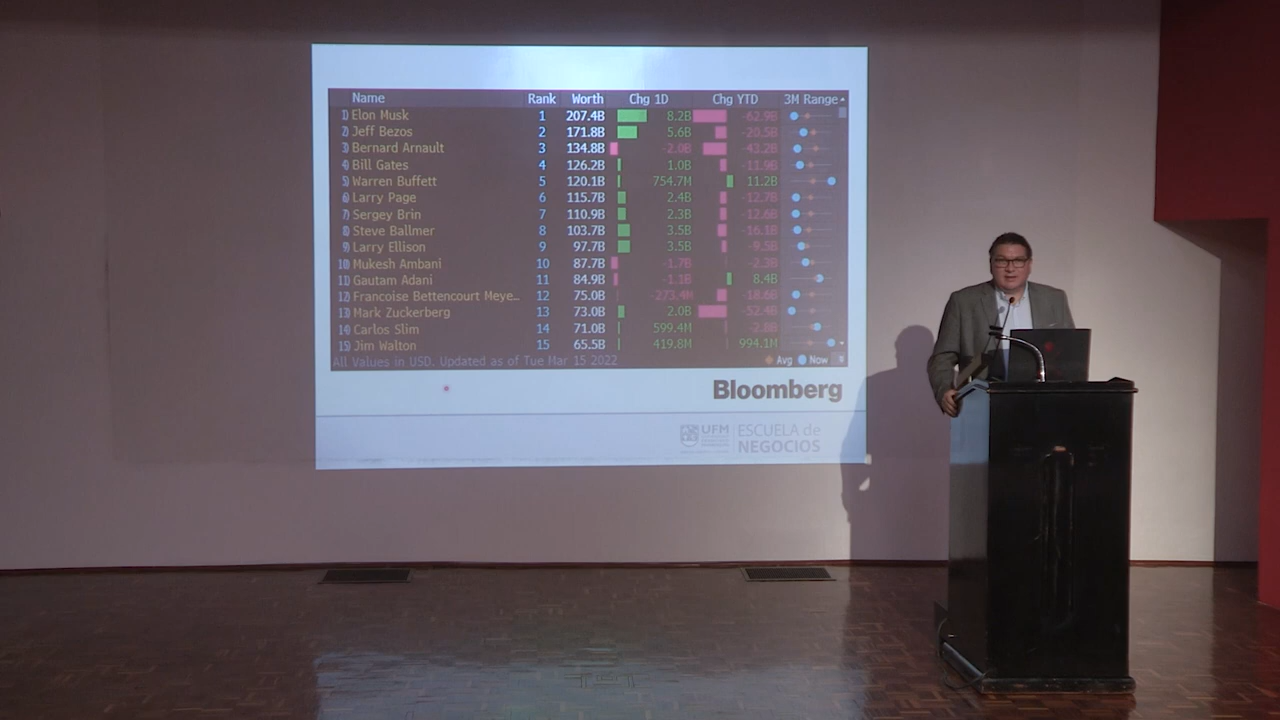 Name Rank Worth Chg 1D Chg YTD 3M Range
1) Elon Musk 1 207.4B 8.2B -62.9B
2) Jeff Bezos 2 171.8B 5.6B -20.5B
3) Bernard Arnault 3 134.8B -2.0B -43.2B
4) Bill Gates 4 126.2B 1.0B -11.9B
5) Warren Buffett 5 120.1B 754.7M 11.2B
6) Larry Page 6 115.7B 2.4B -12.7B
7) Sergey Brin 7 110.9B 2.3B -12.6B
8) Steve Ballmer 8 103.7B 3.5B -16.1B
9) Larry Ellison 9 97.7B 3.5B -9.5B
10) Mukesh Ambani 10 87.7B -1.7B -2.3B
11) Gautam Adani 11 84.9B -1.1B 8.4B
12) Francoise Bettencourt Meye... 12 75.0B -273.4M -18.6B
13) Mark Zuckerberg 13 73.0B 2.0B -52.4B
14) Carlos Slim 14 71.0B 599.4M -2.8B
15) Jim Walton 15 65.5B 419.8M 994.1M
All Values in USD. Updated as of Tue Mar 15 2022 Avg Now
Bloomberg
UFM ESCUELA de
NEGOCIOS